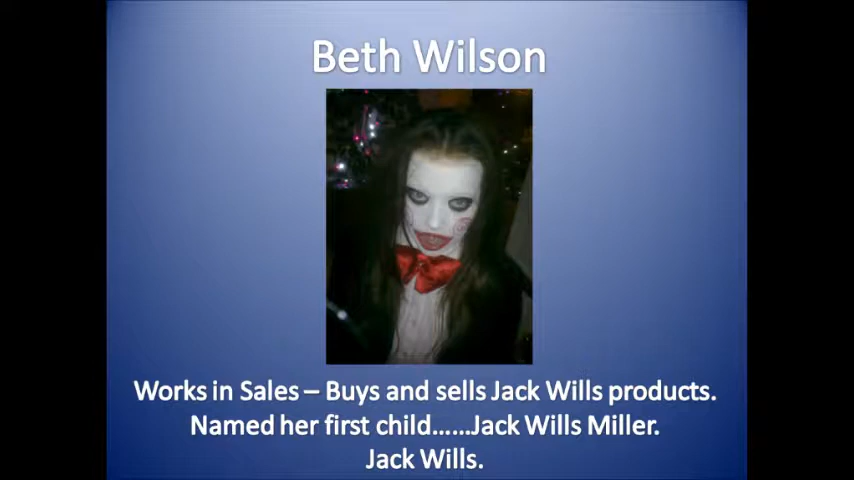 Beth Wilson
Works in Sales – Buys and sells Jack Wills products.
Named her first child……Jack Wills Miller.
Jack Wills.